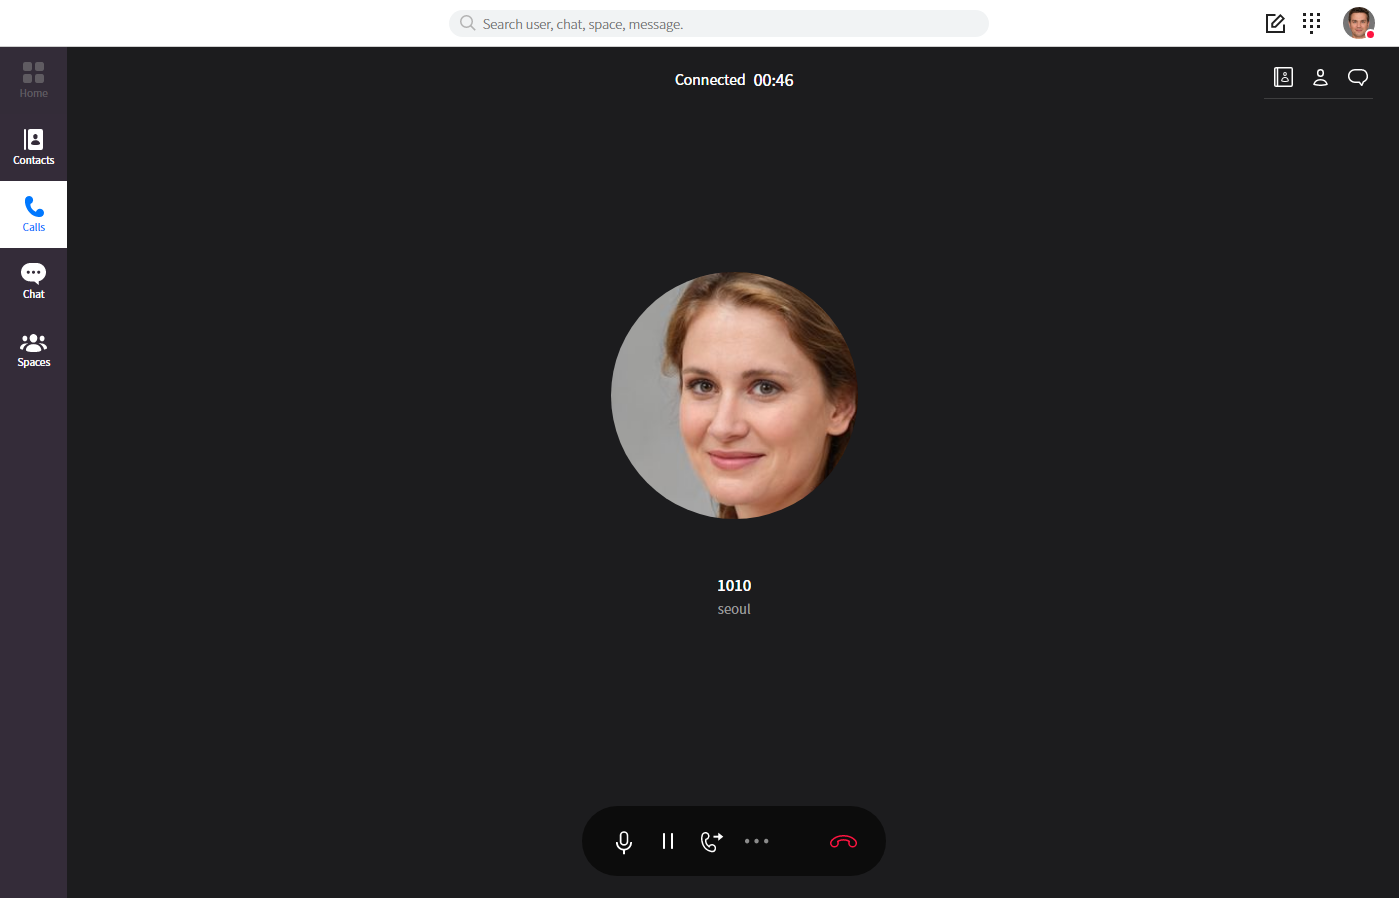 Search user, chat, space, message.
Home
Contacts
Calls
Chat
Spaces
Connected 00:46
1010
seoul